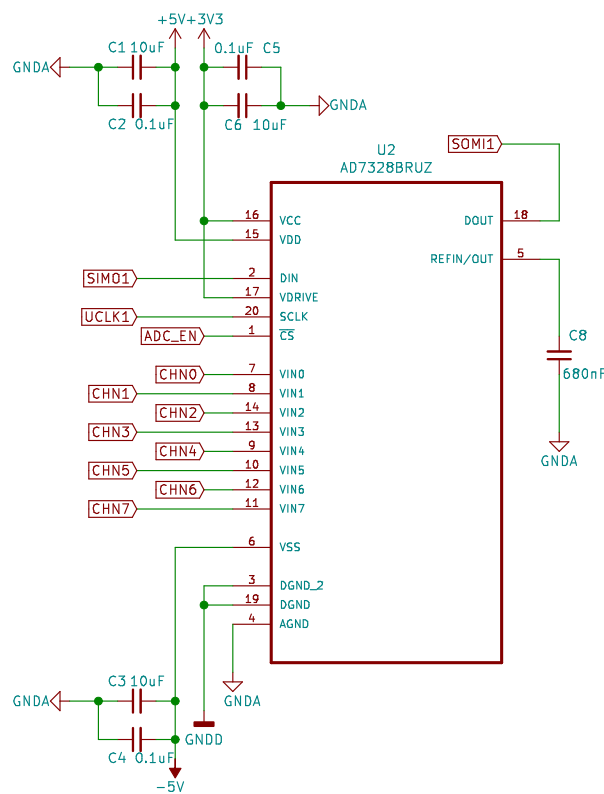 +5V +3V3
C1 10uF
0.1uF C5
GNDA
C2 0.1uF
C6 10uF
GNDA
U2
AD7328BRUZ
SOMI1
16 VCC
DOUT 18
15 VDD
REFIN/OUT 5
SIMO1 2 DIN
17 VDRIVE
UCLK1 20 SCLK
ADC_EN 1 CS
C8
680nF
GNDA
CHN0 7 VIN0
CHN1 8 VIN1
CHN2 14 VIN2
CHN3 13 VIN3
CHN4 9 VIN4
CHN5 10 VIN5
CHN6 12 VIN6
CHN7 11 VIN7
6 VSS
3 DGND_2
19 DGND
4 AGND
C3 10uF
GNDA
GNDA
GNDD
C4 0.1uF
-5V